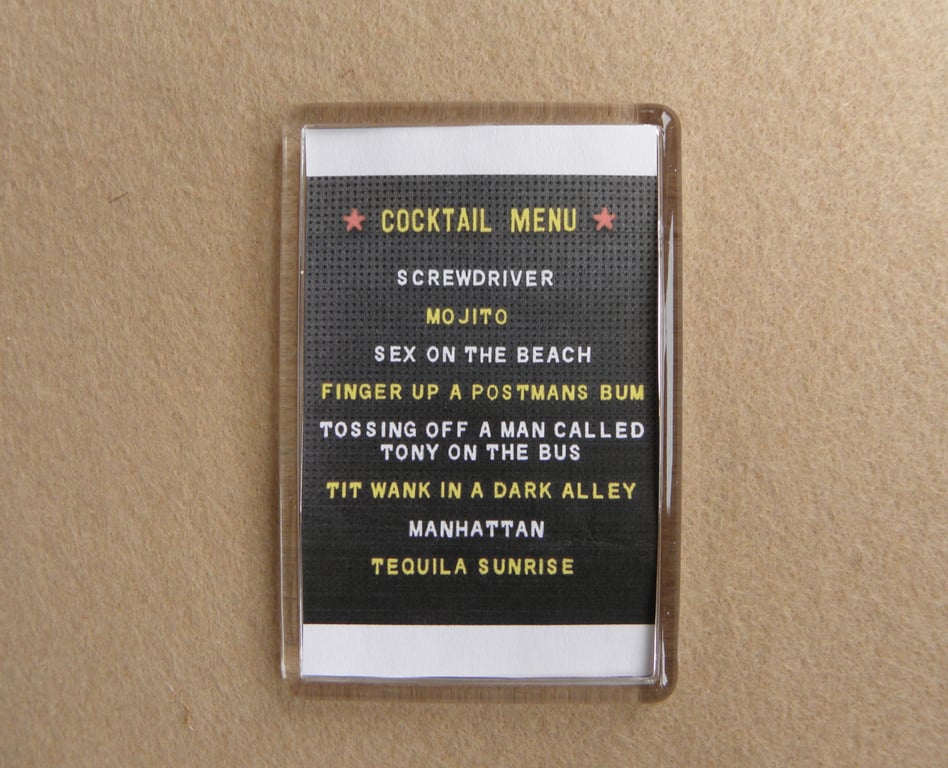 COCKTAIL MENU
SCREWDRIVER
MOJITO
SEX ON THE BEACH
FINGER UP A POSTMANS BUM
TOSSING OFF A MAN CALLED
TONY ON THE BUS
TIT WANK IN A DARK ALLEY
MANHATTAN
TEQUILA SUNRISE